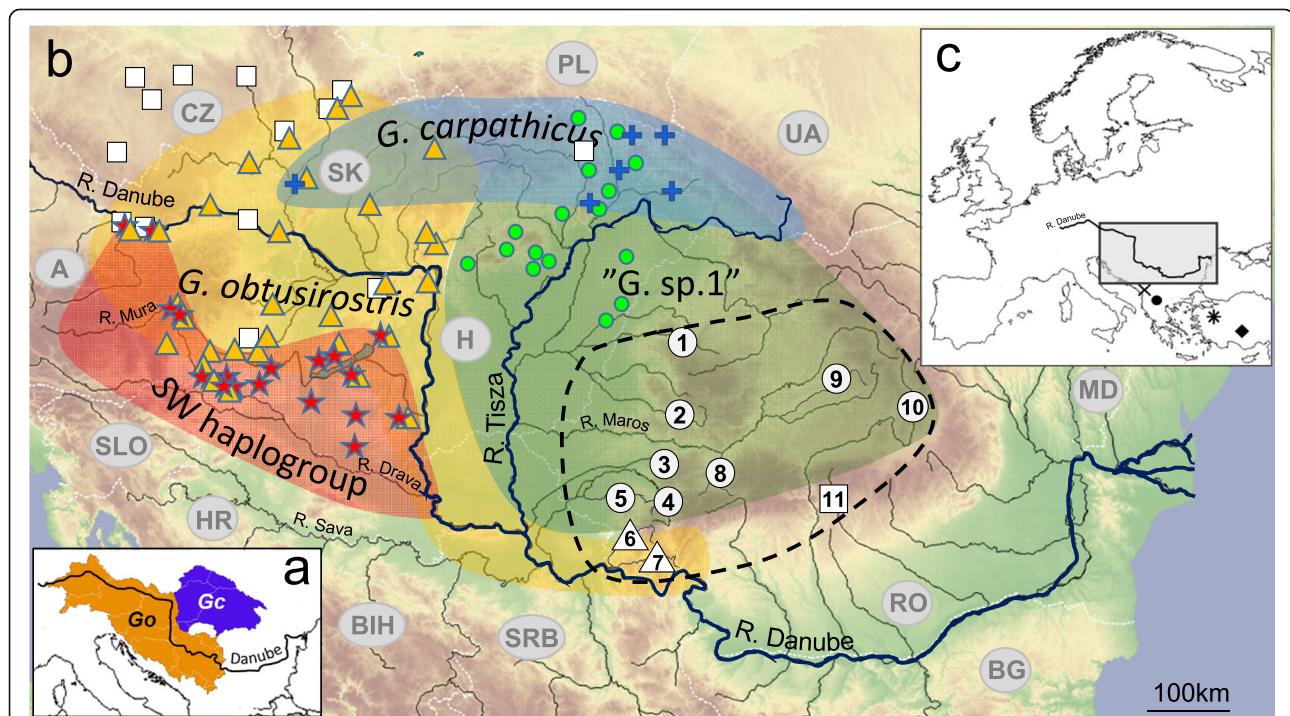 b
c
PL
CZ
UA
G. carpathicus
SK
R. Danube
R. Danube
A
G. obtusirostris
"G. sp.1"
R. Mura
H
1
9
10
MD
SW haplogroup
R. Tisza
R. Maros
2
SLO
R. Drava
3
8
5
4
11
HR
R. Sava
6
7
a
Go
Gc
Danube
BIH
SRB
RO
R. Danube
BG
100km